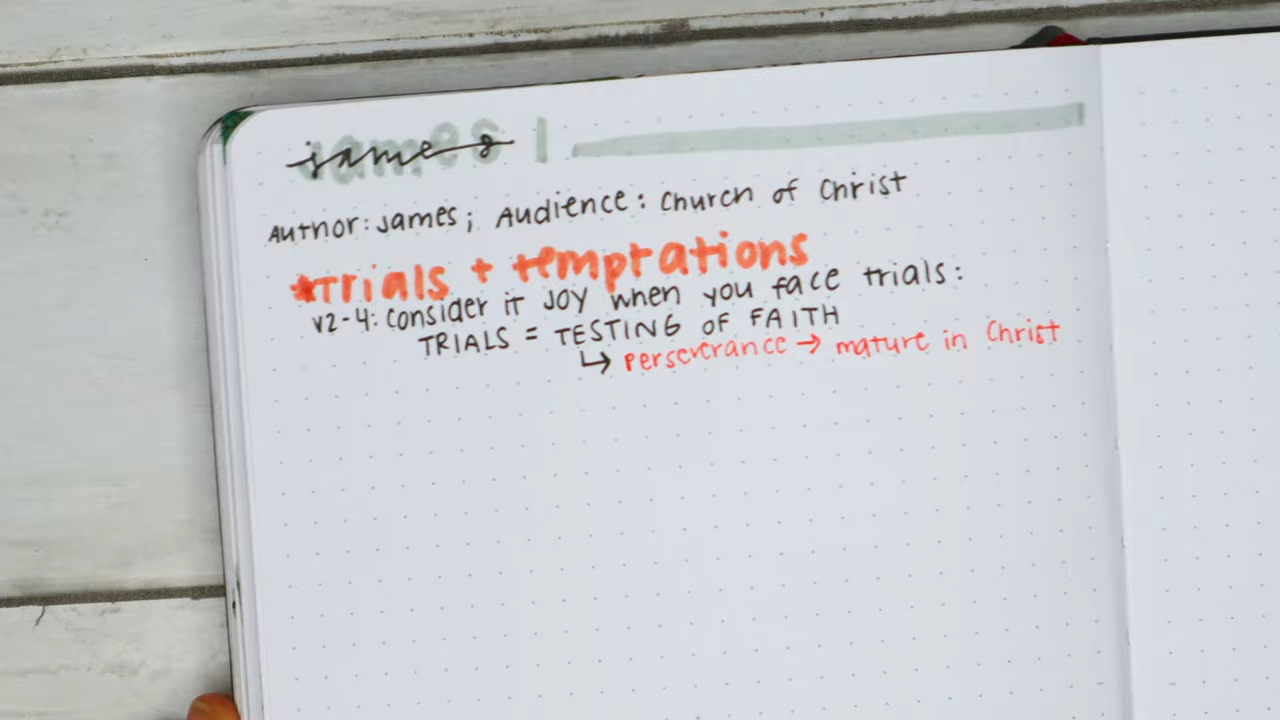 james 1
Author: James; Audience: Church of Christ
*Trials + temptations
v2-4: Consider it JOY when you face trials:
TRIALS = TESTING OF FAITH
↳ perseverance → mature in Christ